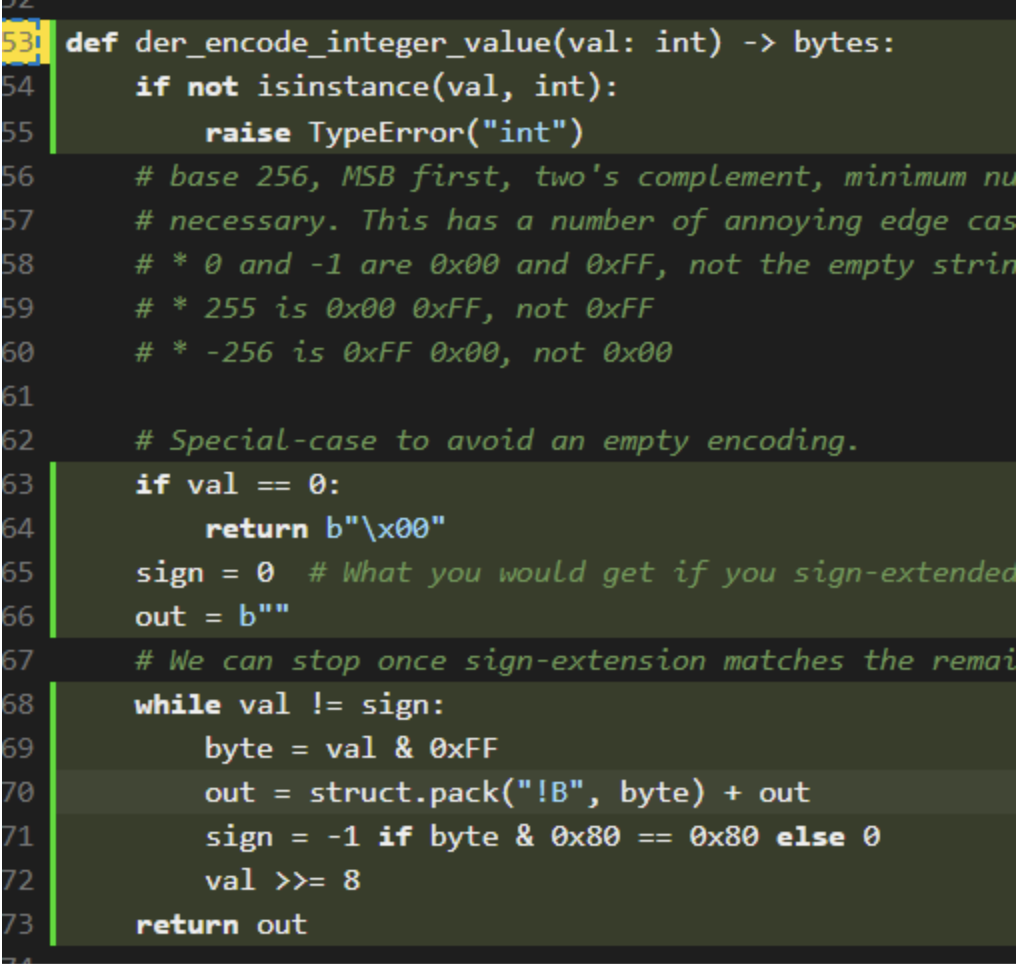 53 def der_encode_integer_value(val: int) -> bytes:
54     if not isinstance(val, int):
55         raise TypeError("int")
56     # base 256, MSB first, two's complement, minimum
57     # necessary. This has a number of annoying edge
58     # * 0 and -1 are 0x00 and 0xFF, not the empty
59     # * 255 is 0x00 0xFF, not 0xFF
60     # * -256 is 0xFF 0x00, not 0x00
61
62     # Special-case to avoid an empty encoding.
63     if val == 0:
64         return b"\x00"
65     sign = 0  # What you would get if you sign-extended
66     out = b""
67     # We can stop once sign-extension matches the
68     while val != sign:
69         byte = val & 0xFF
70         out = struct.pack("!B", byte) + out
71         sign = -1 if byte & 0x80 == 0x80 else 0
72         val >>= 8
73     return out